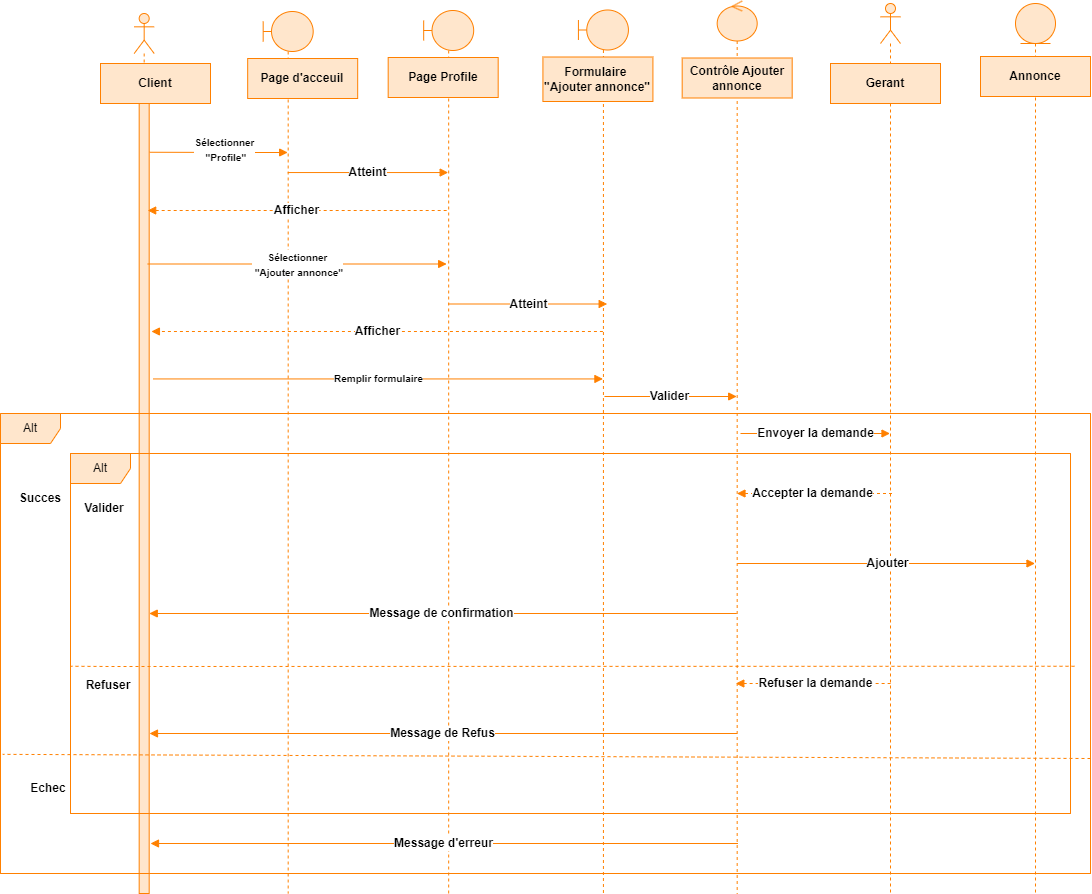 Client
Page d'acceuil
Page Profile
Formulaire
"Ajouter annonce"
Contrôle Ajouter
annonce
Gerant
Annonce
Sélectionner
"Profile"
Atteint
Afficher
Sélectionner
"Ajouter annonce"
Atteint
Afficher
Remplir formulaire
Valider
Alt
Envoyer la demande
Alt
Succes
Valider
Accepter la demande
Ajouter
Message de confirmation
Refuser
Refuser la demande
Message de Refus
Echec
Message d'erreur